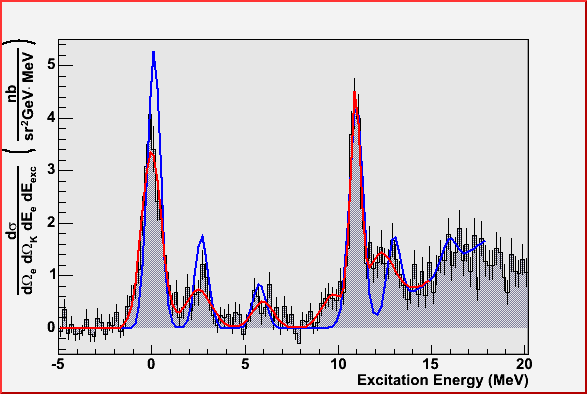 dσ
dΩe dΩK dEe dEexc
( nb
sr²GeV· MeV )
5
4
3
2
1
0
-5 0 5 10 15 20
Excitation Energy (MeV)